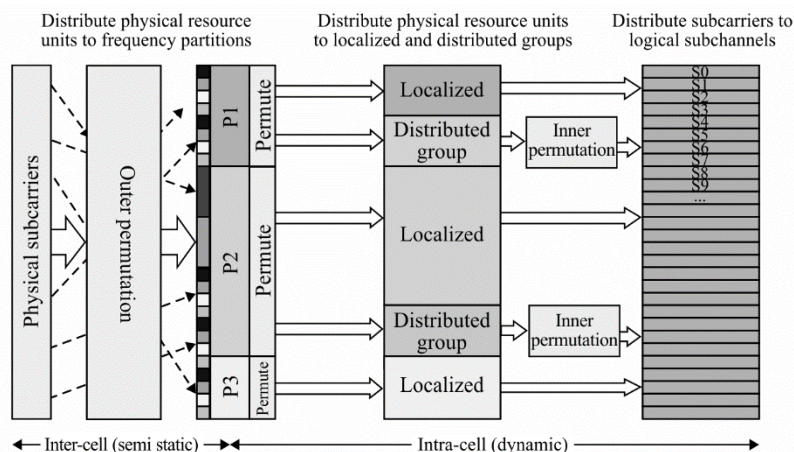 Distribute physical resource
units to frequency partitions
Distribute physical resource units
to localized and distributed groups
Distribute subcarriers to
logical subchannels
Physical subcarriers
Outer permutation
P1
Permute
P2
Permute
P3
Permute
Localized
Distributed
group
Inner
permutation
Localized
Distributed
group
Inner
permutation
Localized
S0
S1
S2
S3
S4
S5
S6
S7
S8
S9
...
Inter-cell (semi static)
Intra-cell (dynamic)